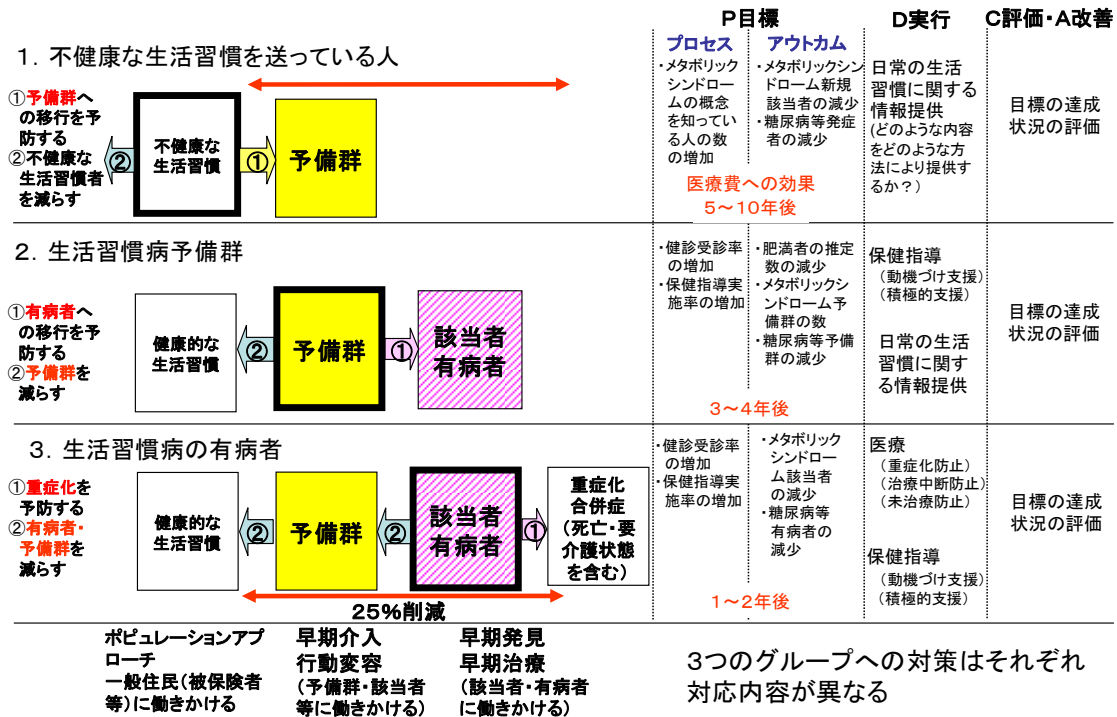 P目標
D実行
C評価・A改善
プロセス
アウトカム
1．不健康な生活習慣を送っている人
①予備群へ
の移行を予
防する
②不健康な
生活習慣者
を減らす
②
不健康な
生活習慣
①
予備群
・メタボリック
シンドロー
ムの概念
を知ってい
る人の数
の増加
・メタボリックシン
ドローム新規
該当者の減少
・糖尿病等発症
者の減少
医療費への効果
5～10年後
日常の生活
習慣に関する
情報提供
(どのような内容
をどのような方
法により提供す
るか？)
目標の達成
状況の評価
2．生活習慣病予備群
①有病者へ
の移行を予
防する
②予備群を
減らす
健康的な
生活習慣
②
予備群
①
該当者
有病者
・健診受診率
の増加
・保健指導実
施率の増加
・肥満者の推定
数の減少
・メタボリックシ
ンドローム予
備群の数
・糖尿病等予備
群の減少
3～4年後
保健指導
(動機づけ支援)
(積極的支援)
日常の生活
習慣に関す
る情報提供
目標の達成
状況の評価
3．生活習慣病の有病者
①重症化を
予防する
②有病者・
予備群を
減らす
健康的な
生活習慣
②
予備群
②
該当者
有病者
①
重症化
合併症
(死亡・要
介護状態
を含む)
25%削減
・健診受診率
の増加
・保健指導実
施率の増加
・メタボリック
シンドロー
ム該当者
の減少
・糖尿病等
有病者の
減少
1～2年後
医療
(重症化防止)
(治療中断防止)
(未治療防止)
保健指導
(動機づけ支援)
(積極的支援)
目標の達成
状況の評価
ポピュレーションアプ
ローチ
一般住民(被保険者
等)に働きかける
早期介入
行動変容
(予備群・該当者
等に働きかける)
早期発見
早期治療
(該当者・有病者
に働きかける)
3つのグループへの対策はそれぞれ
対応内容が異なる